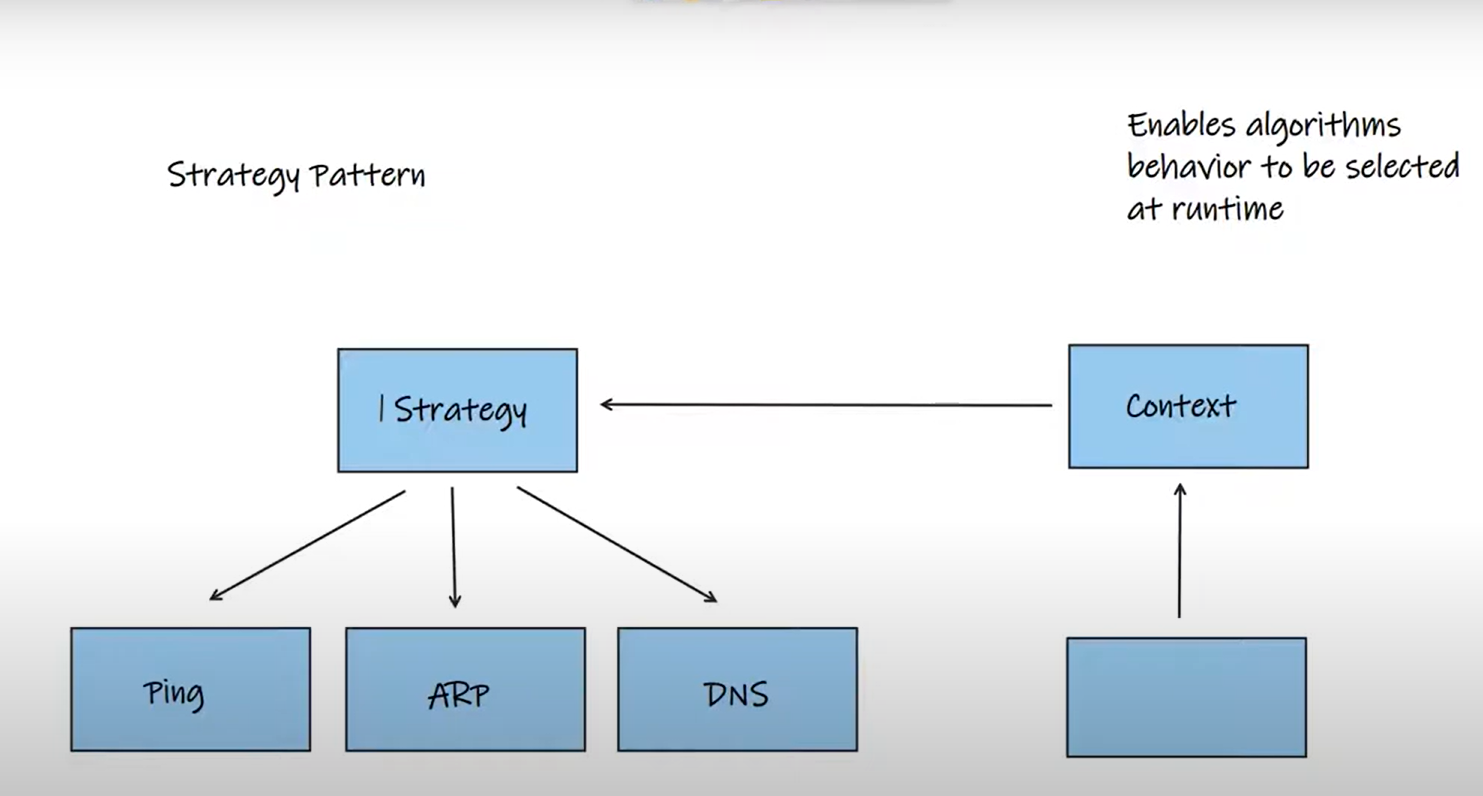 Strategy Pattern
Enables algorithms
behavior to be selected
at runtime
I Strategy
Context
Ping
ARP
DNS